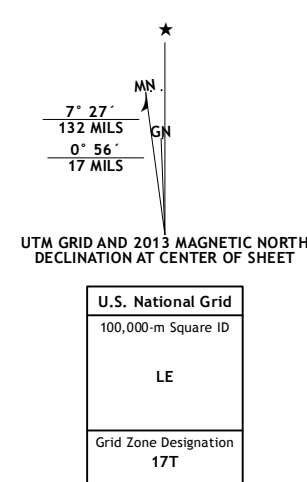 MN
7° 27´
132 MILS
GN
0° 56´
17 MILS
UTM GRID AND 2013 MAGNETIC NORTH
DECLINATION AT CENTER OF SHEET
U.S. National Grid
100,000-m Square ID
LE
Grid Zone Designation
17T